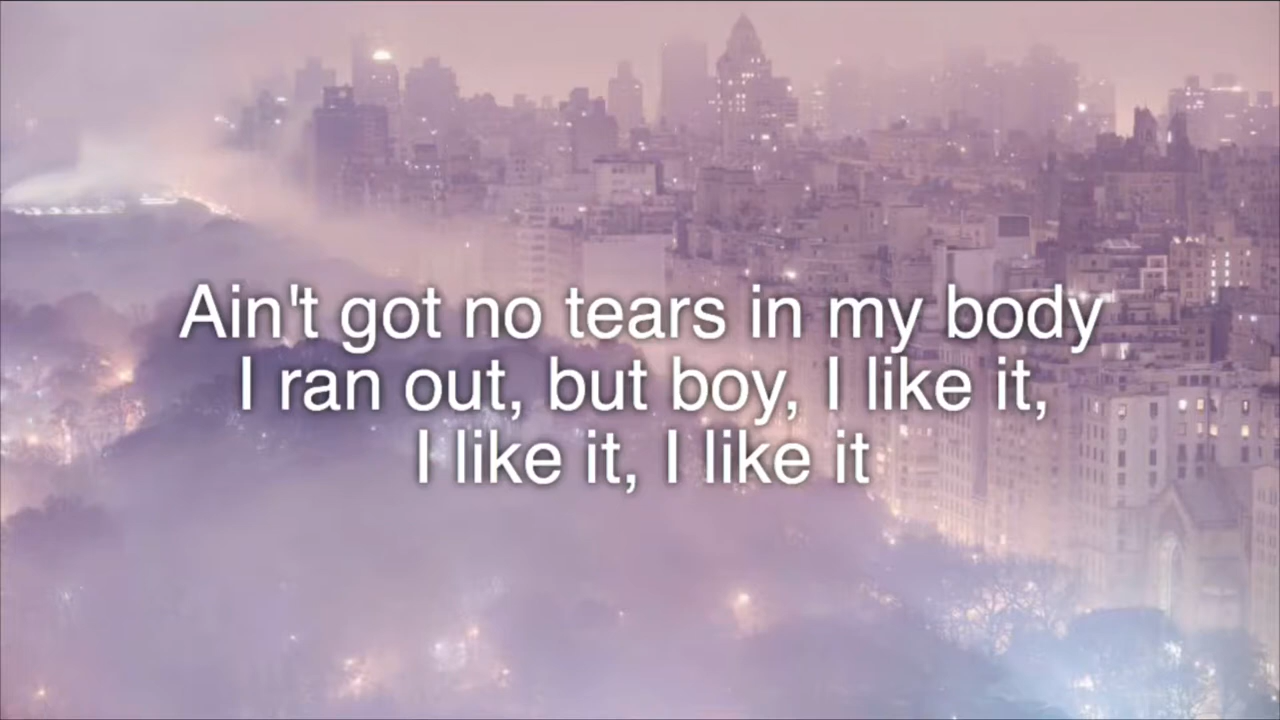 Ain't got no tears in my body
I ran out, but boy, I like it,
I like it, I like it